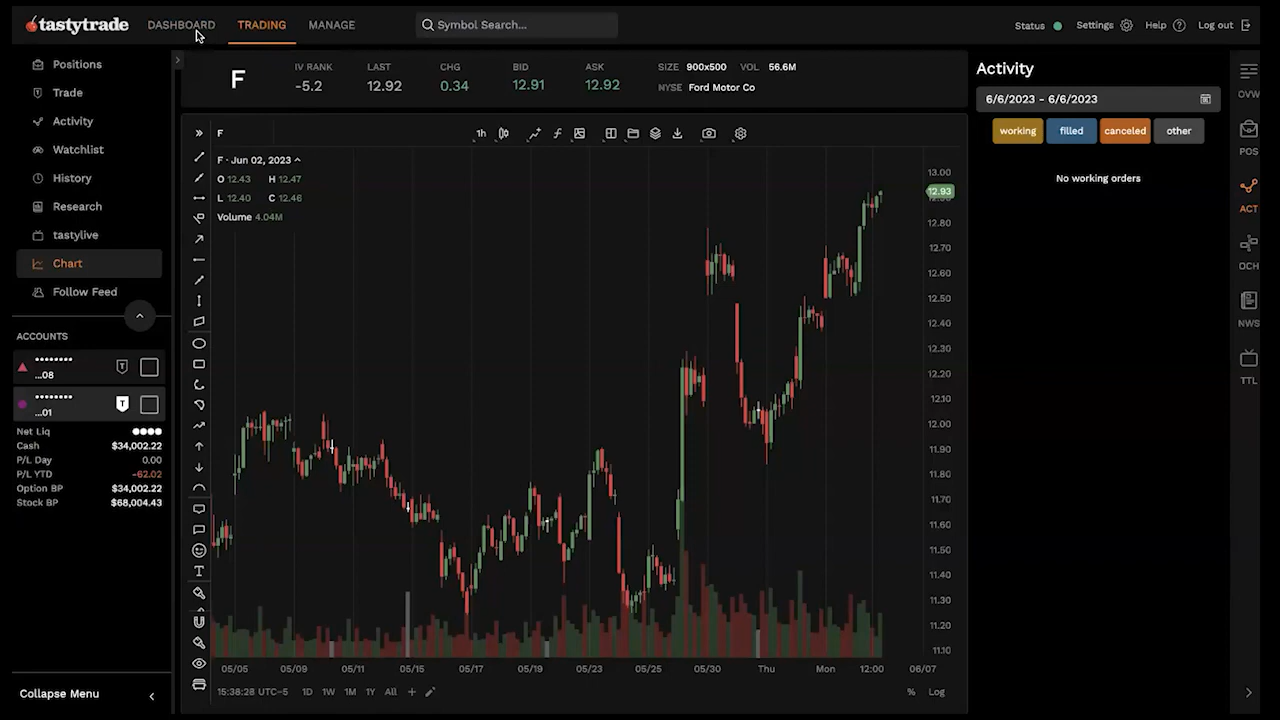 tastytrade DASHBOARD TRADING MANAGE Symbol Search... Status Settings Help Log out
Positions
Trade
Activity
Watchlist
History
Research
tastylive
Chart
Follow Feed
ACCOUNTS
...08
...01
Net Liq
Cash $34,002.22
P/L Day 0.00
P/L YTD -62.02
Option BP $34,002.22
Stock BP $68,004.43
Collapse Menu
F
IV RANK LAST CHG BID ASK SIZE 900x500 VOL 56.6M
-5.2 12.92 0.34 12.91 12.92 NYSE Ford Motor Co
F 1h
F · Jun 02, 2023
O 12.43 H 12.47
L 12.40 C 12.46
Volume 4.04M
13.00
12.93
12.80
12.70
12.60
12.50
12.40
12.30
12.20
12.10
12.00
11.90
11.80
11.70
11.60
11.50
11.40
11.30
11.20
11.10
05/05 05/09 05/11 05/15 05/17 05/19 05/23 05/25 05/30 Thu Mon 12:00 06/07
15:38:28 UTC-5 1D 1W 1M 1Y All % Log
Activity
6/6/2023 - 6/6/2023
working filled canceled other
No working orders
OVW
POS
ACT
OCH
NWS
TTL